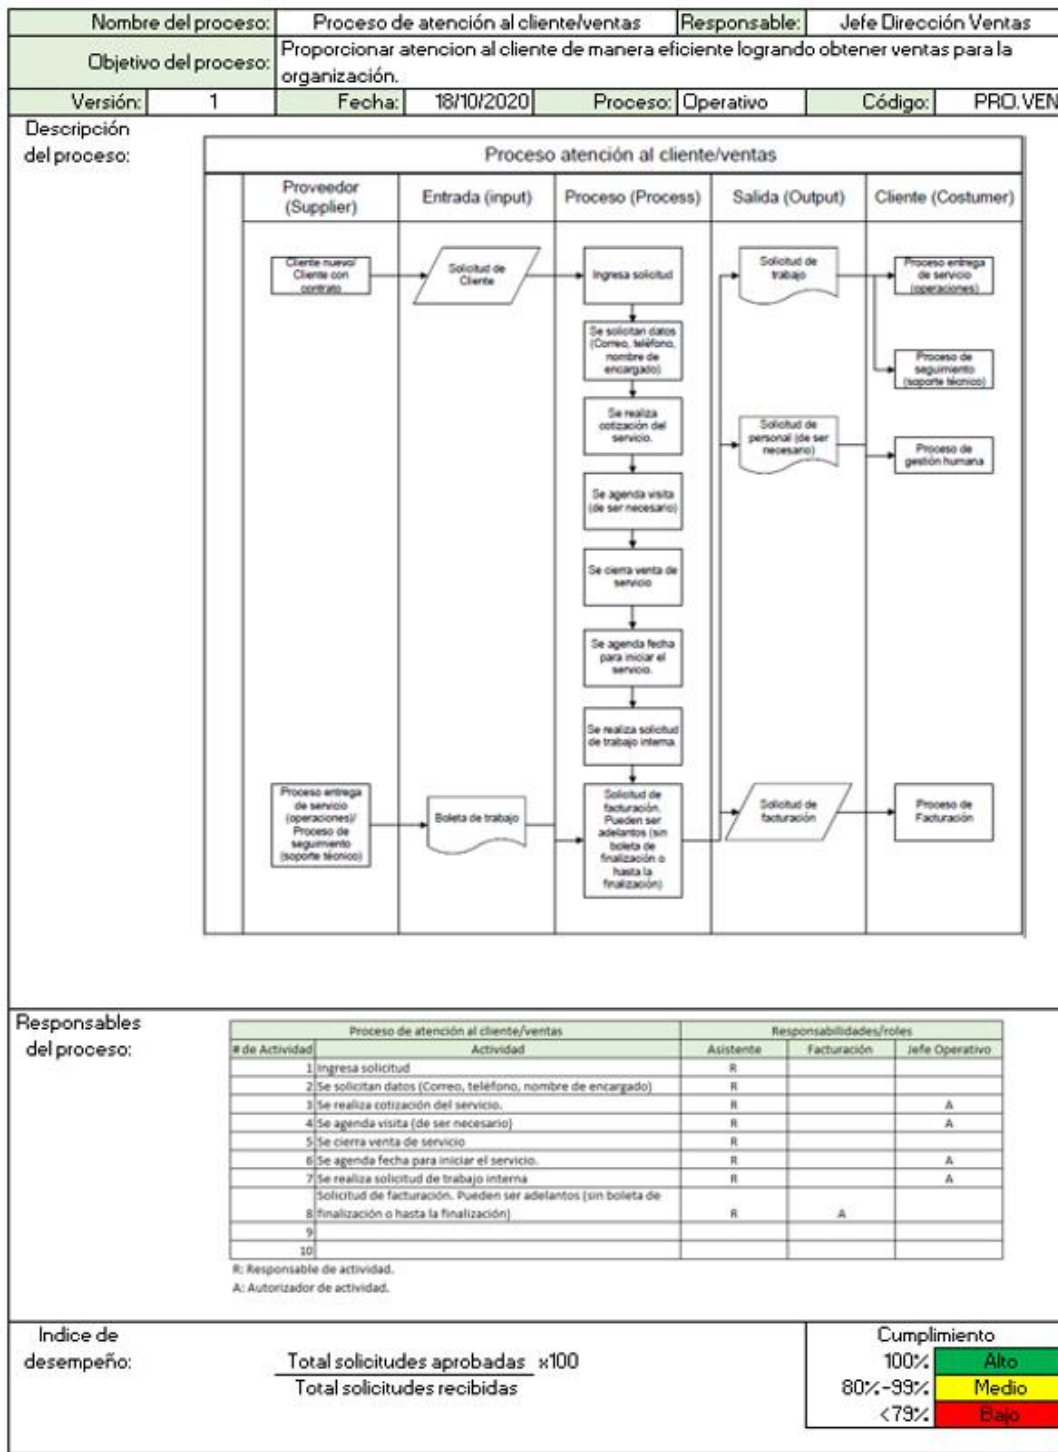 Nombre del proceso: Proceso de atención al cliente/ventas Responsable: Jefe Dirección Ventas
Objetivo del proceso: Proporcionar atencion al cliente de manera eficiente logrando obtener ventas para la
organización.
Versión: 1 Fecha: 18/10/2020 Proceso: Operativo Código: PRO.VEN
Descripción
del proceso:
Proceso atención al cliente/ventas
Proveedor
(Supplier)
Entrada (input)
Proceso (Process)
Salida (Output)
Cliente (Costumer)
Cliente nuevo/
Cliente con
contrato
Solicitud de
Cliente
Ingresa solicitud
Solicitud de
trabajo
Proceso entrega
de servicio
(operaciones)
Se solicitan datos
(Correo, teléfono,
nombre de
encargado)
Proceso de
seguimiento
(soporte técnico)
Se realiza
cotización del
servicio.
Solicitud de
personal (de ser
necesario)
Proceso de
gestión humana
Se agenda visita
(de ser necesario)
Se cierra venta de
servicio
Se agenda fecha
para iniciar el
servicio.
Se realiza solicitud
de trabajo interna.
Proceso entrega
de servicio
(operaciones)/
Proceso de
seguimiento
(soporte técnico)
Boleta de trabajo
Solicitud de
facturación.
Pueden ser
adelantos (sin
boleta de
finalización o
hasta la
finalización)
Solicitud de
facturación
Proceso de
Facturación
Responsables
del proceso:
Proceso de atención al cliente/ventas Responsabilidades/roles
# de Actividad Actividad Asistente Facturación Jefe Operativo
1 Ingresa solicitud R
2 Se solicitan datos (Correo, teléfono, nombre de encargado) R
3 Se realiza cotización del servicio. R A
4 Se agenda visita (de ser necesario) R A
5 Se cierra venta de servicio R
6 Se agenda fecha para iniciar el servicio. R A
7 Se realiza solicitud de trabajo interna R A
Solicitud de facturación. Pueden ser adelantos (sin boleta de
8 finalización o hasta la finalización) R A
9
10
R: Responsable de actividad.
A: Autorizador de actividad.
Indice de
desempeño:
Total solicitudes aprobadas x100
Total solicitudes recibidas
Cumplimiento
100% Alto
80%-99% Medio
<79% Bajo